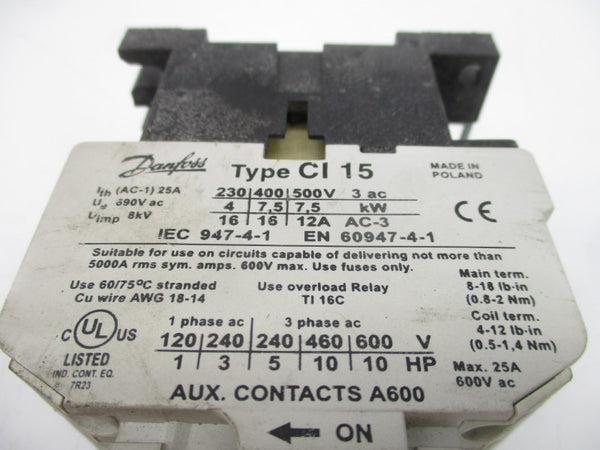 Danfoss Type CI 15 MADE IN POLAND
Ith (AC-1) 25A
Ue 690V ac
Uimp 8kV
230 400 500V 3 ac
4 7,5 7,5 kW
16 16 12A AC-3
CE
IEC 947-4-1 EN 60947-4-1
Suitable for use on circuits capable of delivering not more than
5000A rms sym. amps. 600V max. Use fuses only.
Use 60/75ºC stranded
Cu wire AWG 18-14
Use overload Relay
TI 16C
Main term.
8-18 lb-in
(0.8-2 Nm)
Coil term.
4-12 lb-in
(0.5-1,4 Nm)
Max. 25A
600V ac
C UL US
LISTED
IND. CONT. EQ.
7R23
1 phase ac 3 phase ac
120 240 240 460 600 V
1 3 5 10 10 HP
AUX. CONTACTS A600
← ON